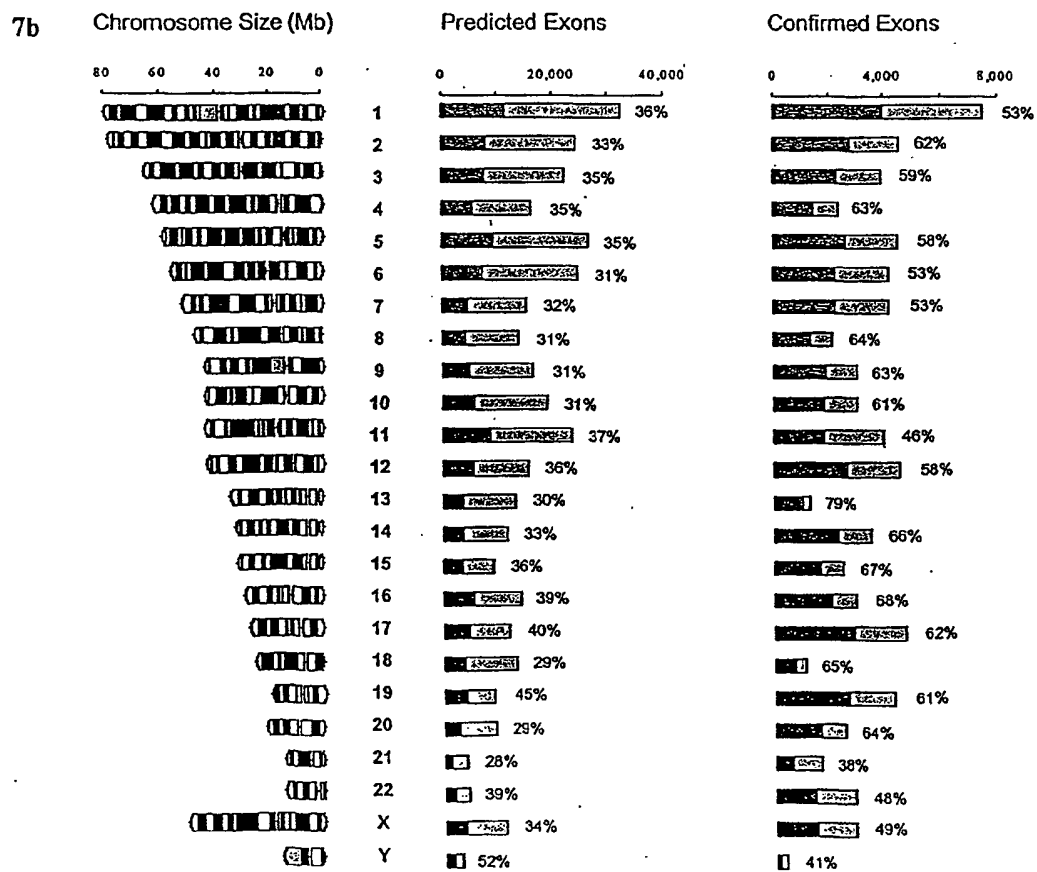 7b Chromosome Size (Mb) Predicted Exons Confirmed Exons
80 60 40 20 0 0 20,000 40,000 0 4,000 8,000
1 36% 53%
2 33% 62%
3 35% 59%
4 35% 63%
5 35% 58%
6 31% 53%
7 32% 53%
8 31% 64%
9 31% 63%
10 31% 61%
11 37% 46%
12 36% 58%
13 30% 79%
14 33% 66%
15 36% 67%
16 39% 68%
17 40% 62%
18 29% 65%
19 45% 61%
20 29% 64%
21 28% 38%
22 39% 48%
X 34% 49%
Y 52% 41%